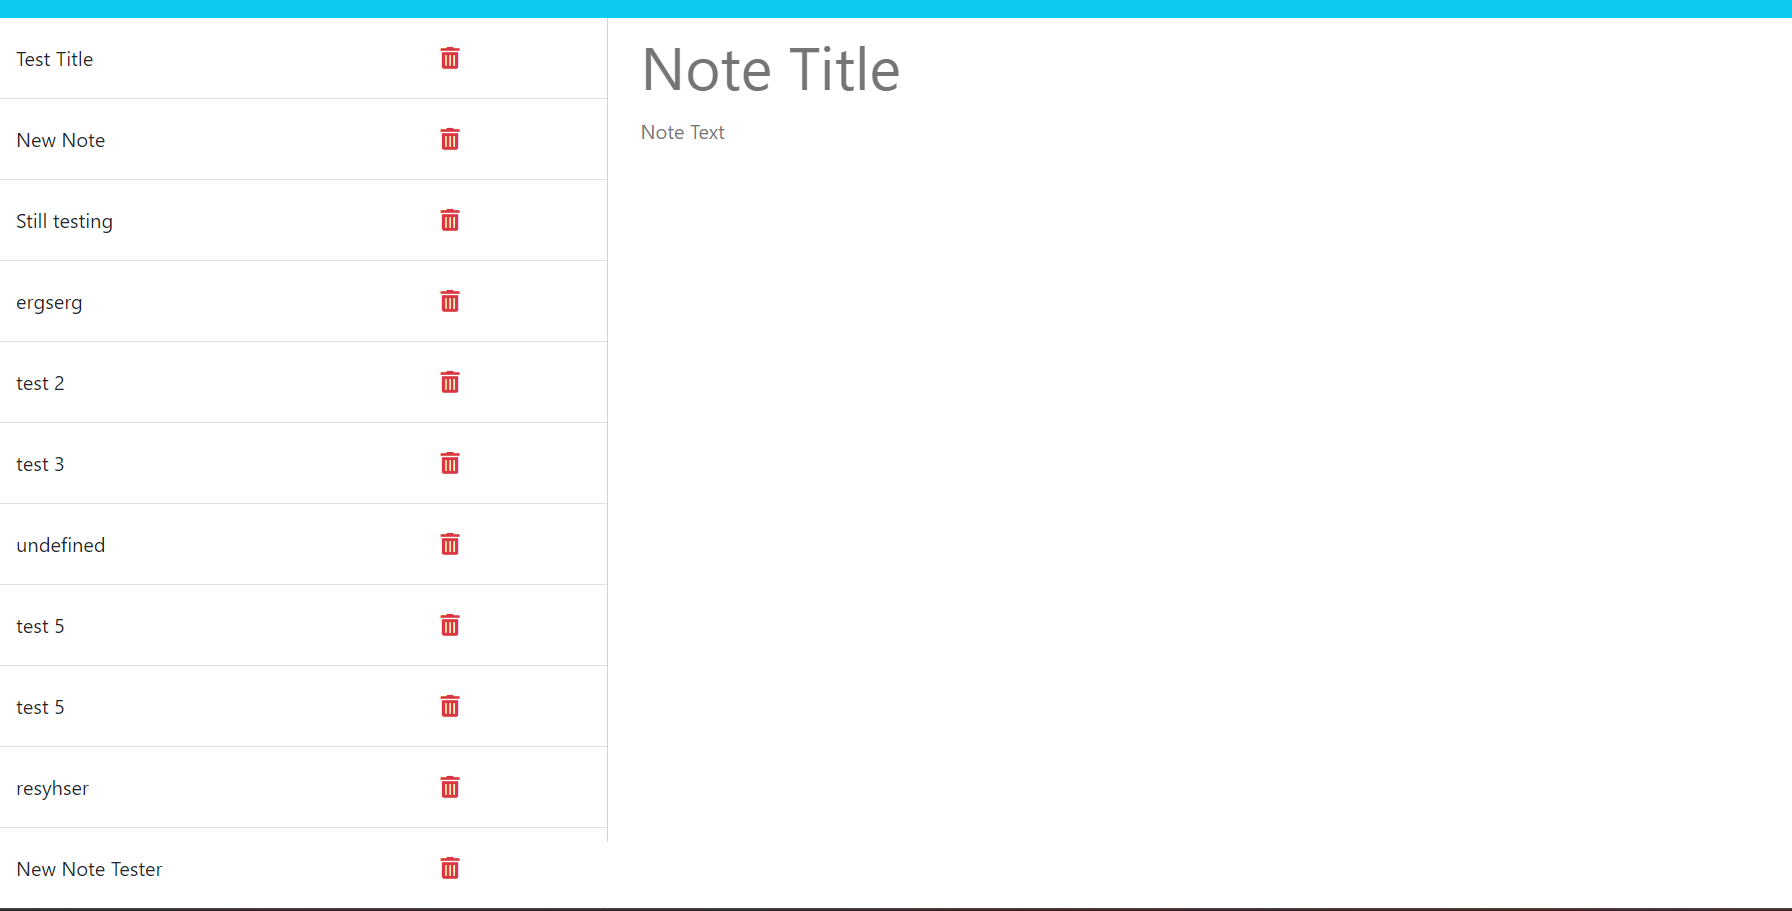 Test Title
New Note
Still testing
ergserg
test 2
test 3
undefined
test 5
test 5
resyhser
New Note Tester
Note Title
Note Text